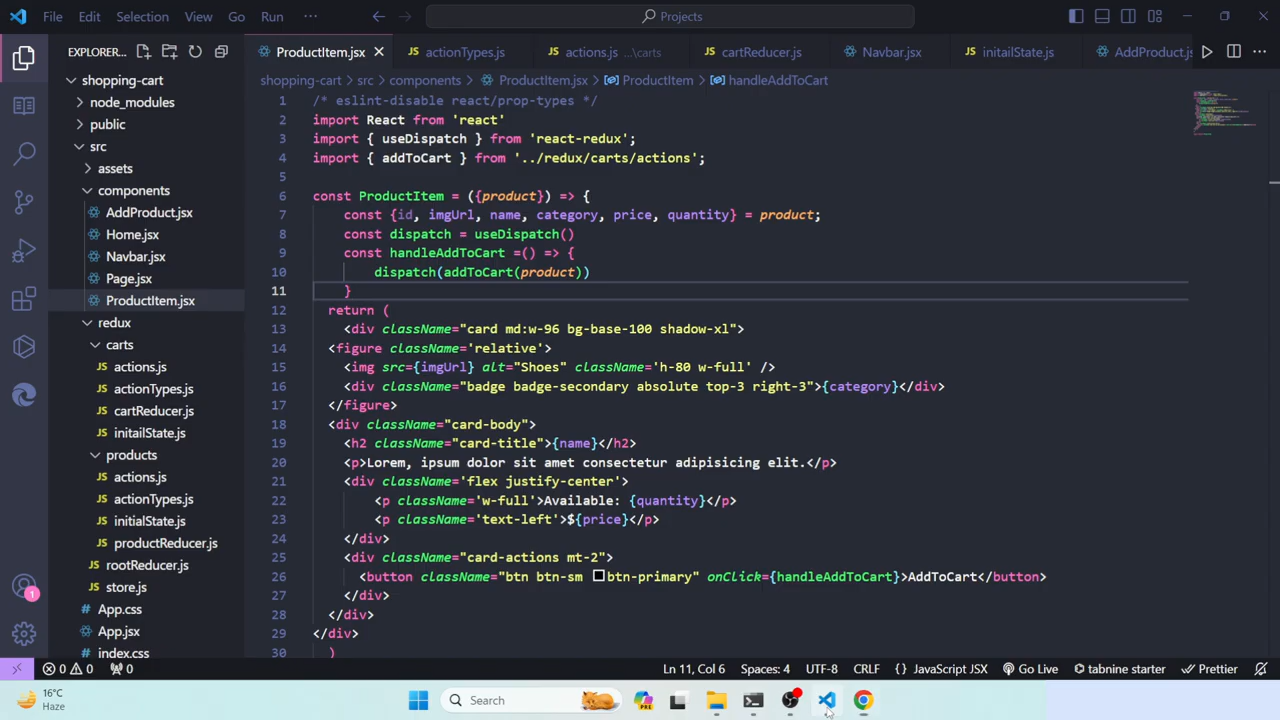 File Edit Selection View Go Run ··· Projects
EXPLORER... ProductItem.jsx actionTypes.js actions.js ...\carts cartReducer.js Navbar.jsx initailState.js AddProduct.js
shopping-cart
shopping-cart > src > components > ProductItem.jsx > ProductItem > handleAddToCart
node_modules
public
src
assets
components
AddProduct.jsx
Home.jsx
Navbar.jsx
Page.jsx
ProductItem.jsx
redux
carts
actions.js
actionTypes.js
cartReducer.js
initailState.js
products
actions.js
actionTypes.js
initialState.js
productReducer.js
rootReducer.js
store.js
App.css
App.jsx
index.css
1 /* eslint-disable react/prop-types */
2 import React from 'react'
3 import { useDispatch } from 'react-redux';
4 import { addToCart } from '../redux/carts/actions';
5
6 const ProductItem = ({product}) => {
7 const {id, imgUrl, name, category, price, quantity} = product;
8 const dispatch = useDispatch()
9 const handleAddToCart =() => {
10 dispatch(addToCart(product))
11 }
12 return (
13 <div className="card md:w-96 bg-base-100 shadow-xl">
14 <figure className='relative'>
15 <img src={imgUrl} alt="Shoes" className='h-80 w-full' />
16 <div className="badge badge-secondary absolute top-3 right-3">{category}</div>
17 </figure>
18 <div className="card-body">
19 <h2 className="card-title">{name}</h2>
20 <p>Lorem, ipsum dolor sit amet consectetur adipisicing elit.</p>
21 <div className='flex justify-center'>
22 <p className='w-full'>Available: {quantity}</p>
23 <p className='text-left'>${price}</p>
24 </div>
25 <div className="card-actions mt-2">
26 <button className="btn btn-sm btn-primary" onClick={handleAddToCart}>AddToCart</button>
27 </div>
28 </div>
29 </div>
30 )
1
0 0 0 Ln 11, Col 6 Spaces: 4 UTF-8 CRLF {} JavaScript JSX Go Live tabnine starter Prettier
16°C
Haze
Search
PRE